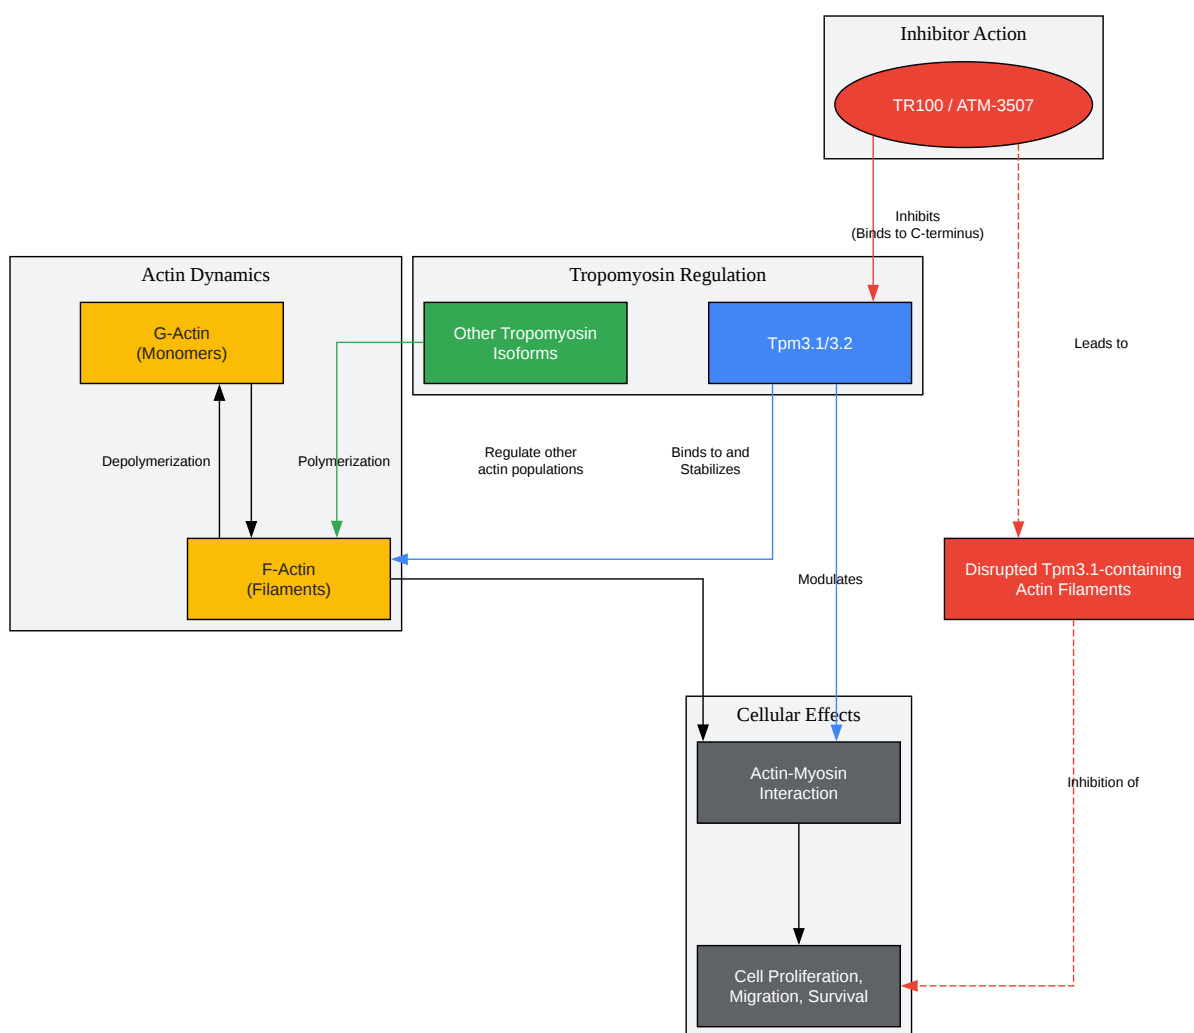 Inhibitor Action
TR100 / ATM-3507
Inhibits
(Binds to C-terminus)
Actin Dynamics
Tropomyosin Regulation
G-Actin
(Monomers)
Other Tropomyosin
Isoforms
Tpm3.1/3.2
Leads to
Depolymerization
Polymerization
Regulate other
actin populations
Binds to and
Stabilizes
F-Actin
(Filaments)
Modulates
Disrupted Tpm3.1-containing
Actin Filaments
Cellular Effects
Actin-Myosin
Interaction
Inhibition of
Cell Proliferation,
Migration, Survival